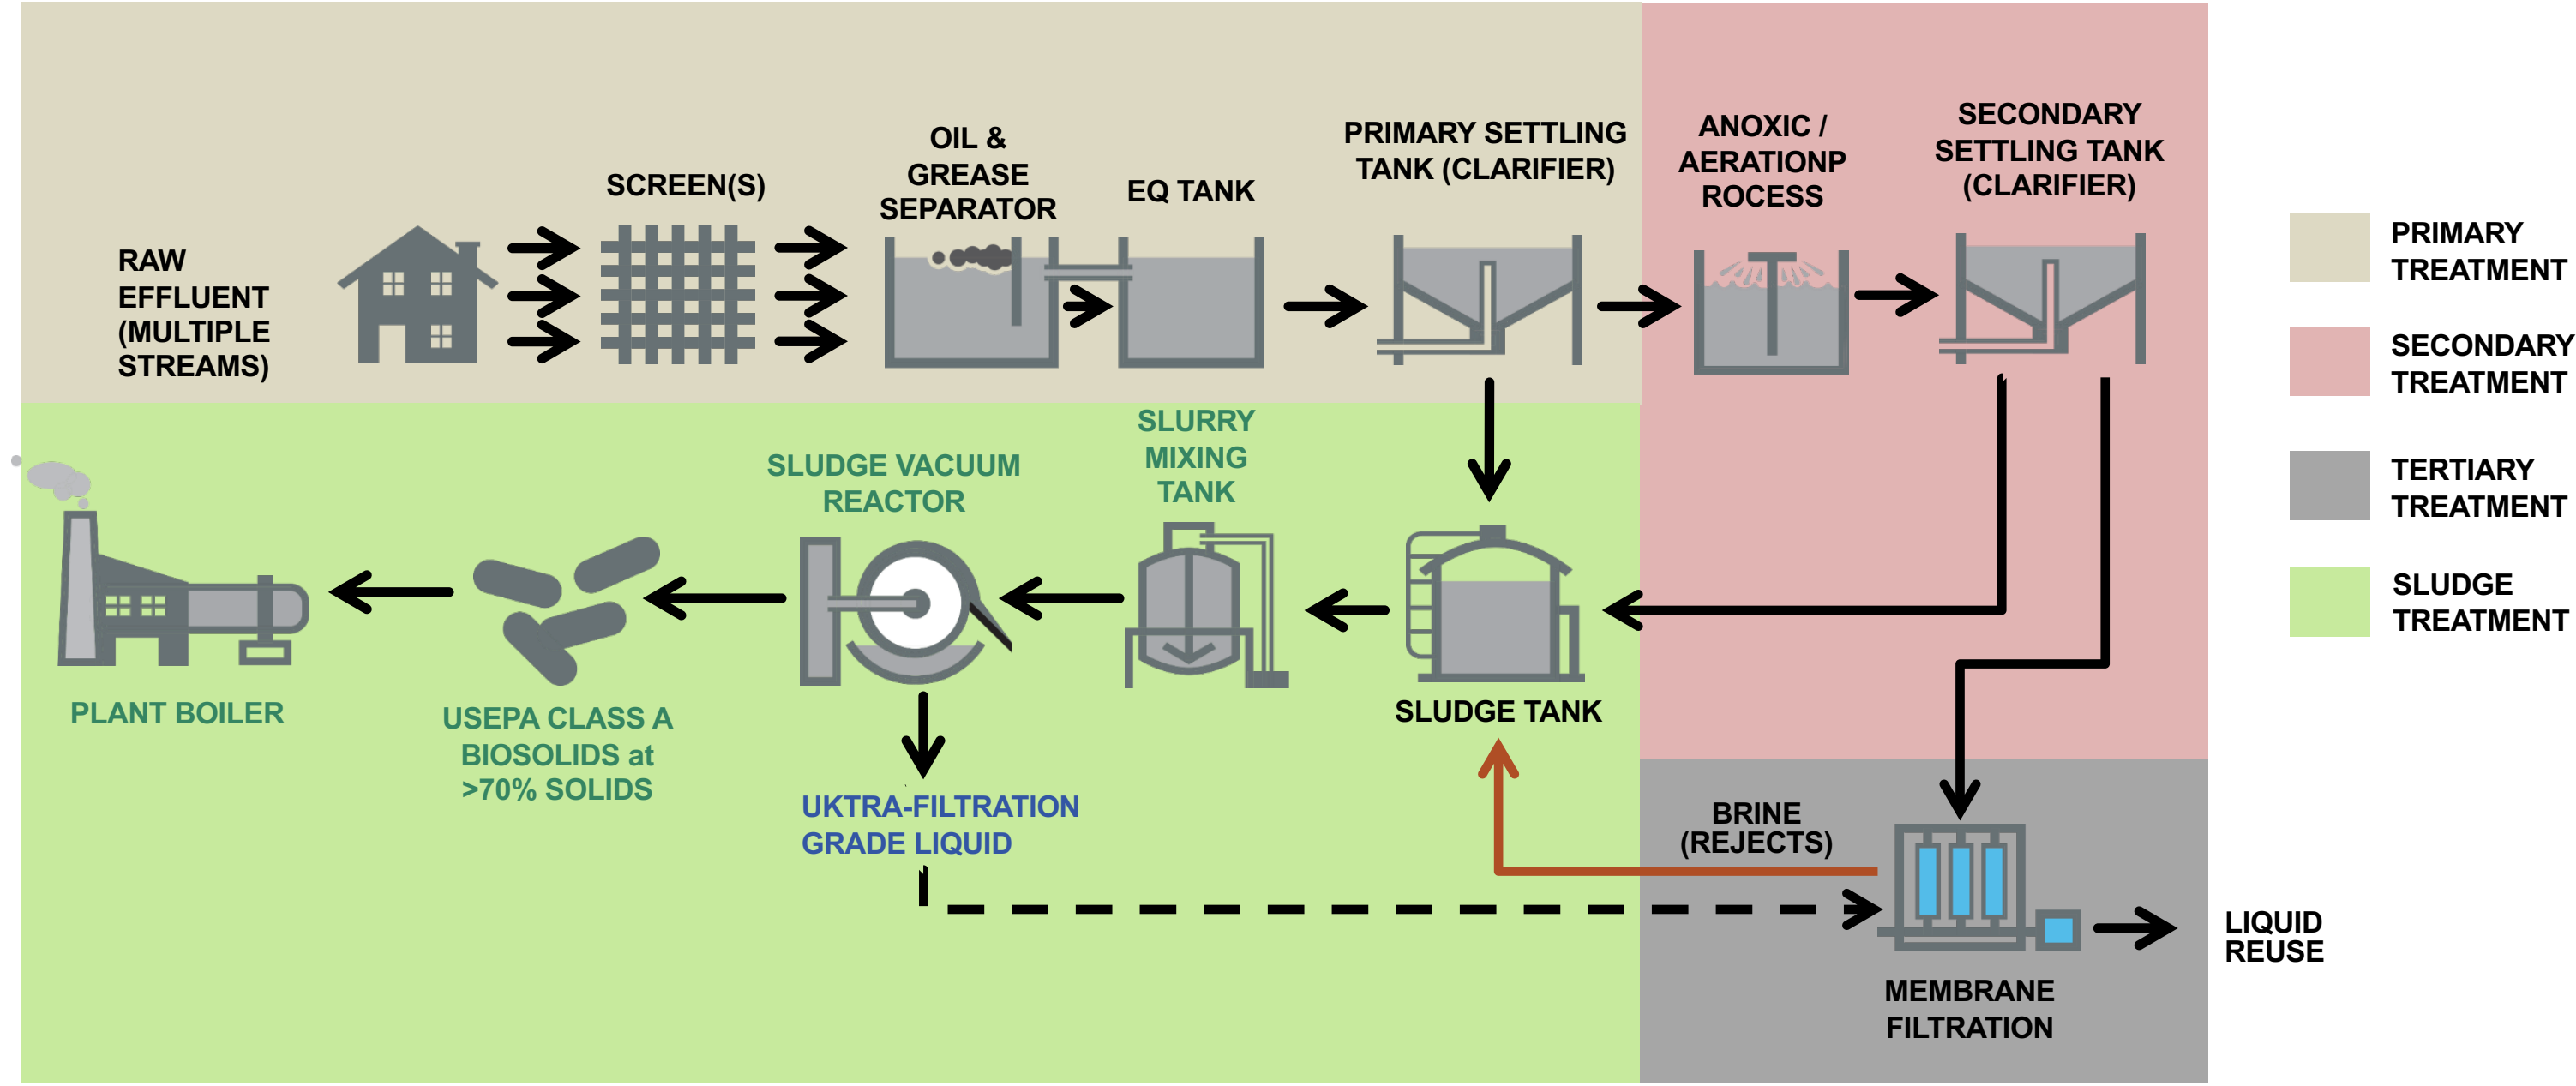 RAW
EFFLUENT
(MULTIPLE
STREAMS)
SCREEN(S)
OIL &
GREASE
SEPARATOR
EQ TANK
PRIMARY SETTLING
TANK (CLARIFIER)
ANOXIC /
AERATIONP
ROCESS
SECONDARY
SETTLING TANK
(CLARIFIER)
PRIMARY
TREATMENT
SECONDARY
TREATMENT
TERTIARY
TREATMENT
SLUDGE
TREATMENT
PLANT BOILER
USEPA CLASS A
BIOSOLIDS at
>70% SOLIDS
SLUDGE VACUUM
REACTOR
SLURRY
MIXING
TANK
SLUDGE TANK
UKTRA-FILTRATION
GRADE LIQUID
BRINE
(REJECTS)
MEMBRANE
FILTRATION
LIQUID
REUSE